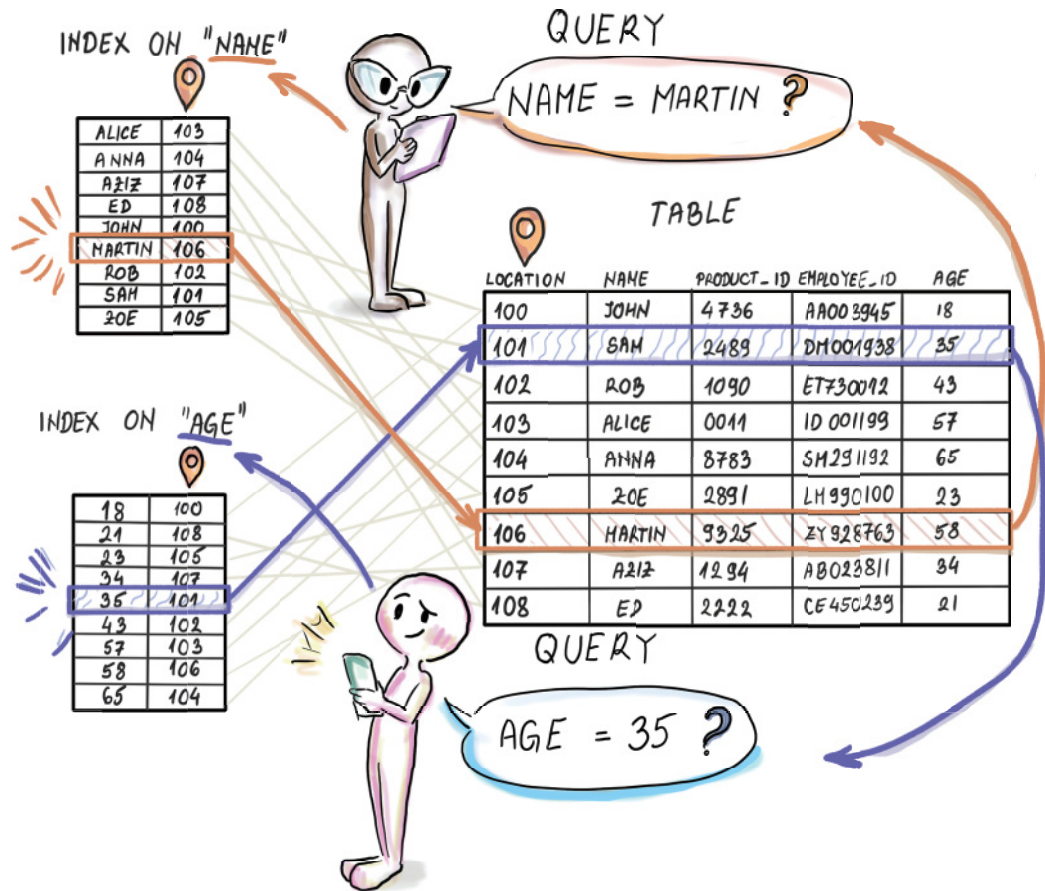 INDEX ON "NAME"
ALICE 103
ANNA 104
AZIZ 107
ED 108
JOHN 100
MARTIN 106
ROB 102
SAM 101
ZOE 105
QUERY
NAME = MARTIN ?
TABLE
LOCATION NAME PRODUCT_ID EMPLOYEE_ID AGE
100 JOHN 4736 AA003945 18
101 SAM 2489 DM001938 35
102 ROB 1090 ET730012 43
103 ALICE 0011 ID001199 57
104 ANNA 8783 SM291192 65
105 ZOE 2891 LM990100 23
106 MARTIN 9325 ZY928763 58
107 AZIZ 1294 AB023811 34
108 ED 2222 CE450239 21
INDEX ON "AGE"
18 100
21 108
23 105
34 107
35 101
43 102
57 103
58 106
65 104
QUERY
AGE = 35 ?